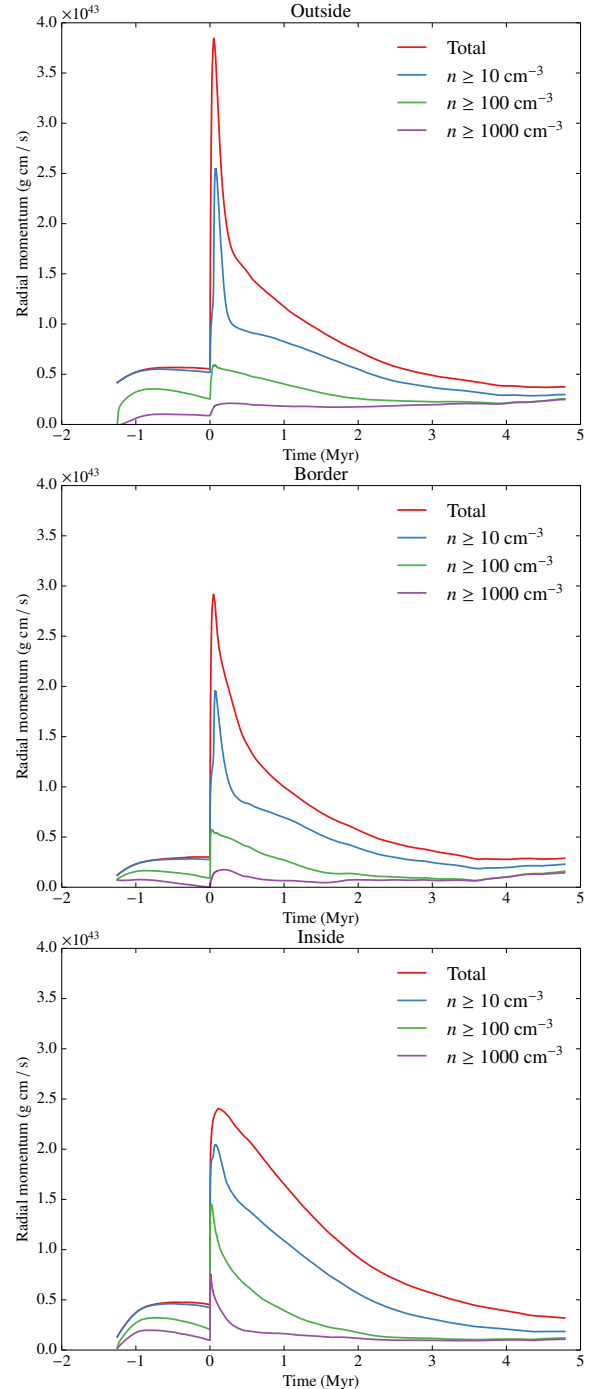 Outside
×10⁴³
4.0
3.5
3.0
2.5
2.0
1.5
1.0
0.5
0.0
Radial momentum (g cm / s)
Total
n ≥ 10 cm⁻³
n ≥ 100 cm⁻³
n ≥ 1000 cm⁻³
−2 −1 0 1 2 3 4 5
Time (Myr)
Border
×10⁴³
4.0
3.5
3.0
2.5
2.0
1.5
1.0
0.5
0.0
Radial momentum (g cm / s)
Total
n ≥ 10 cm⁻³
n ≥ 100 cm⁻³
n ≥ 1000 cm⁻³
−2 −1 0 1 2 3 4 5
Time (Myr)
Inside
×10⁴³
4.0
3.5
3.0
2.5
2.0
1.5
1.0
0.5
0.0
Radial momentum (g cm / s)
Total
n ≥ 10 cm⁻³
n ≥ 100 cm⁻³
n ≥ 1000 cm⁻³
−2 −1 0 1 2 3 4 5
Time (Myr)